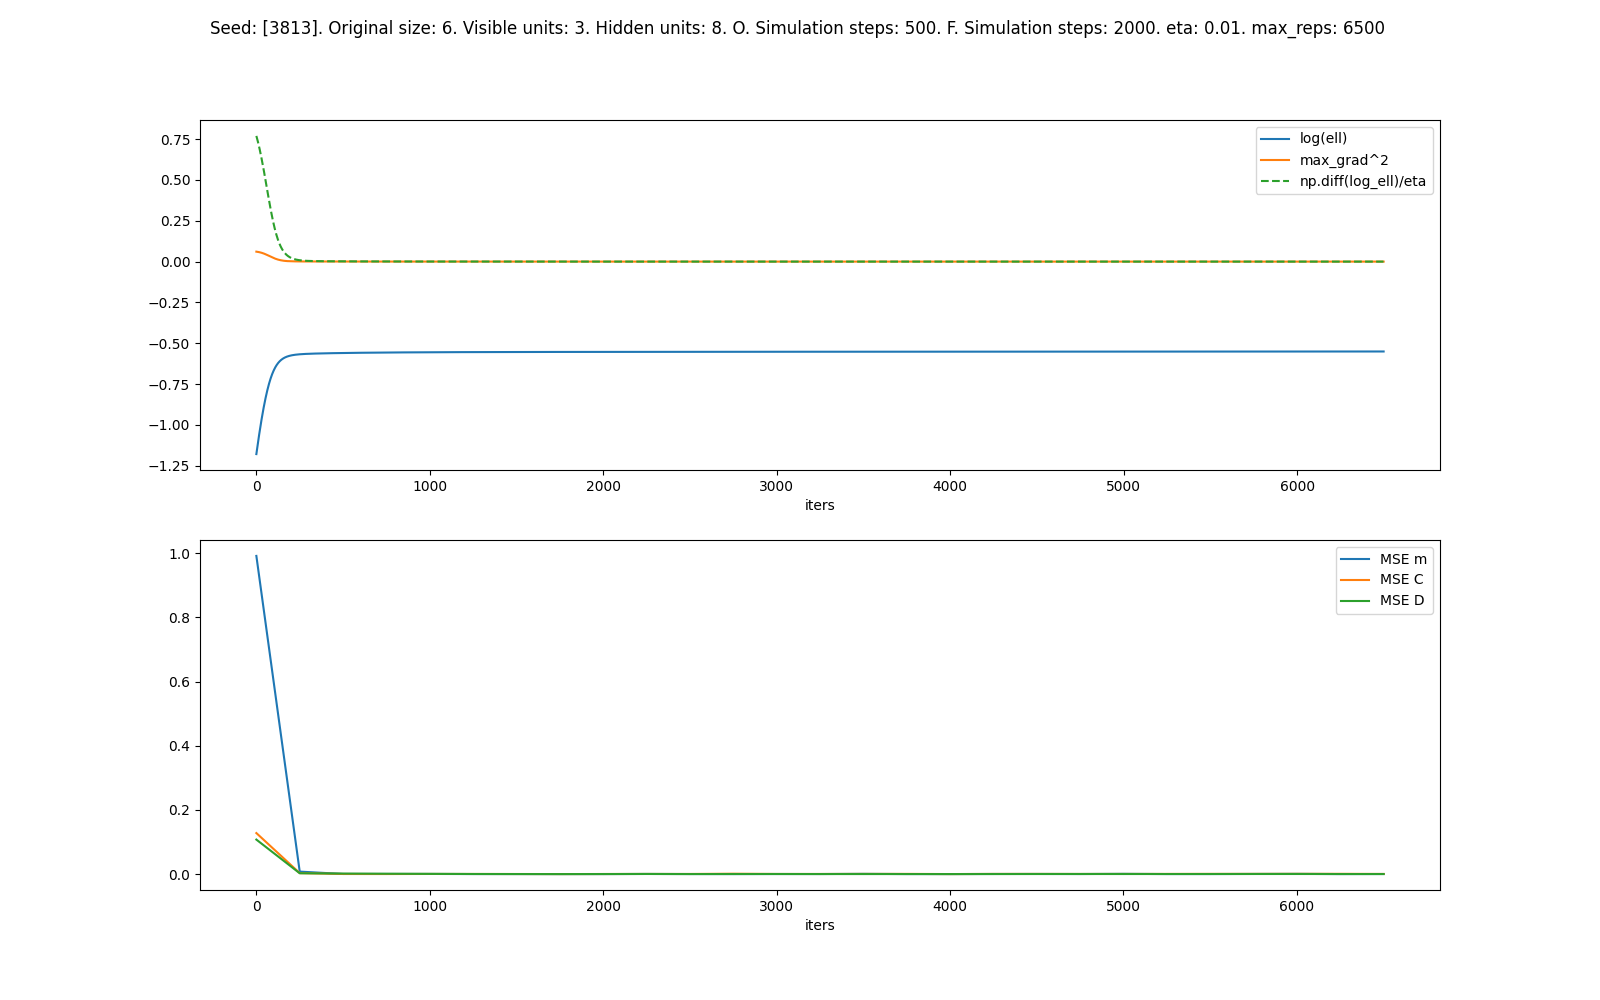 Seed: [3813]. Original size: 6. Visible units: 3. Hidden units: 8. O. Simulation steps: 500. F. Simulation steps: 2000. eta: 0.01. max_reps: 6500
log(ell)
max_grad^2
np.diff(log_ell)/eta
0.75
0.50
0.25
0.00
−0.25
−0.50
−0.75
−1.00
−1.25
0 1000 2000 3000 4000 5000 6000
iters
MSE m
MSE C
MSE D
1.0
0.8
0.6
0.4
0.2
0.0
0 1000 2000 3000 4000 5000 6000
iters